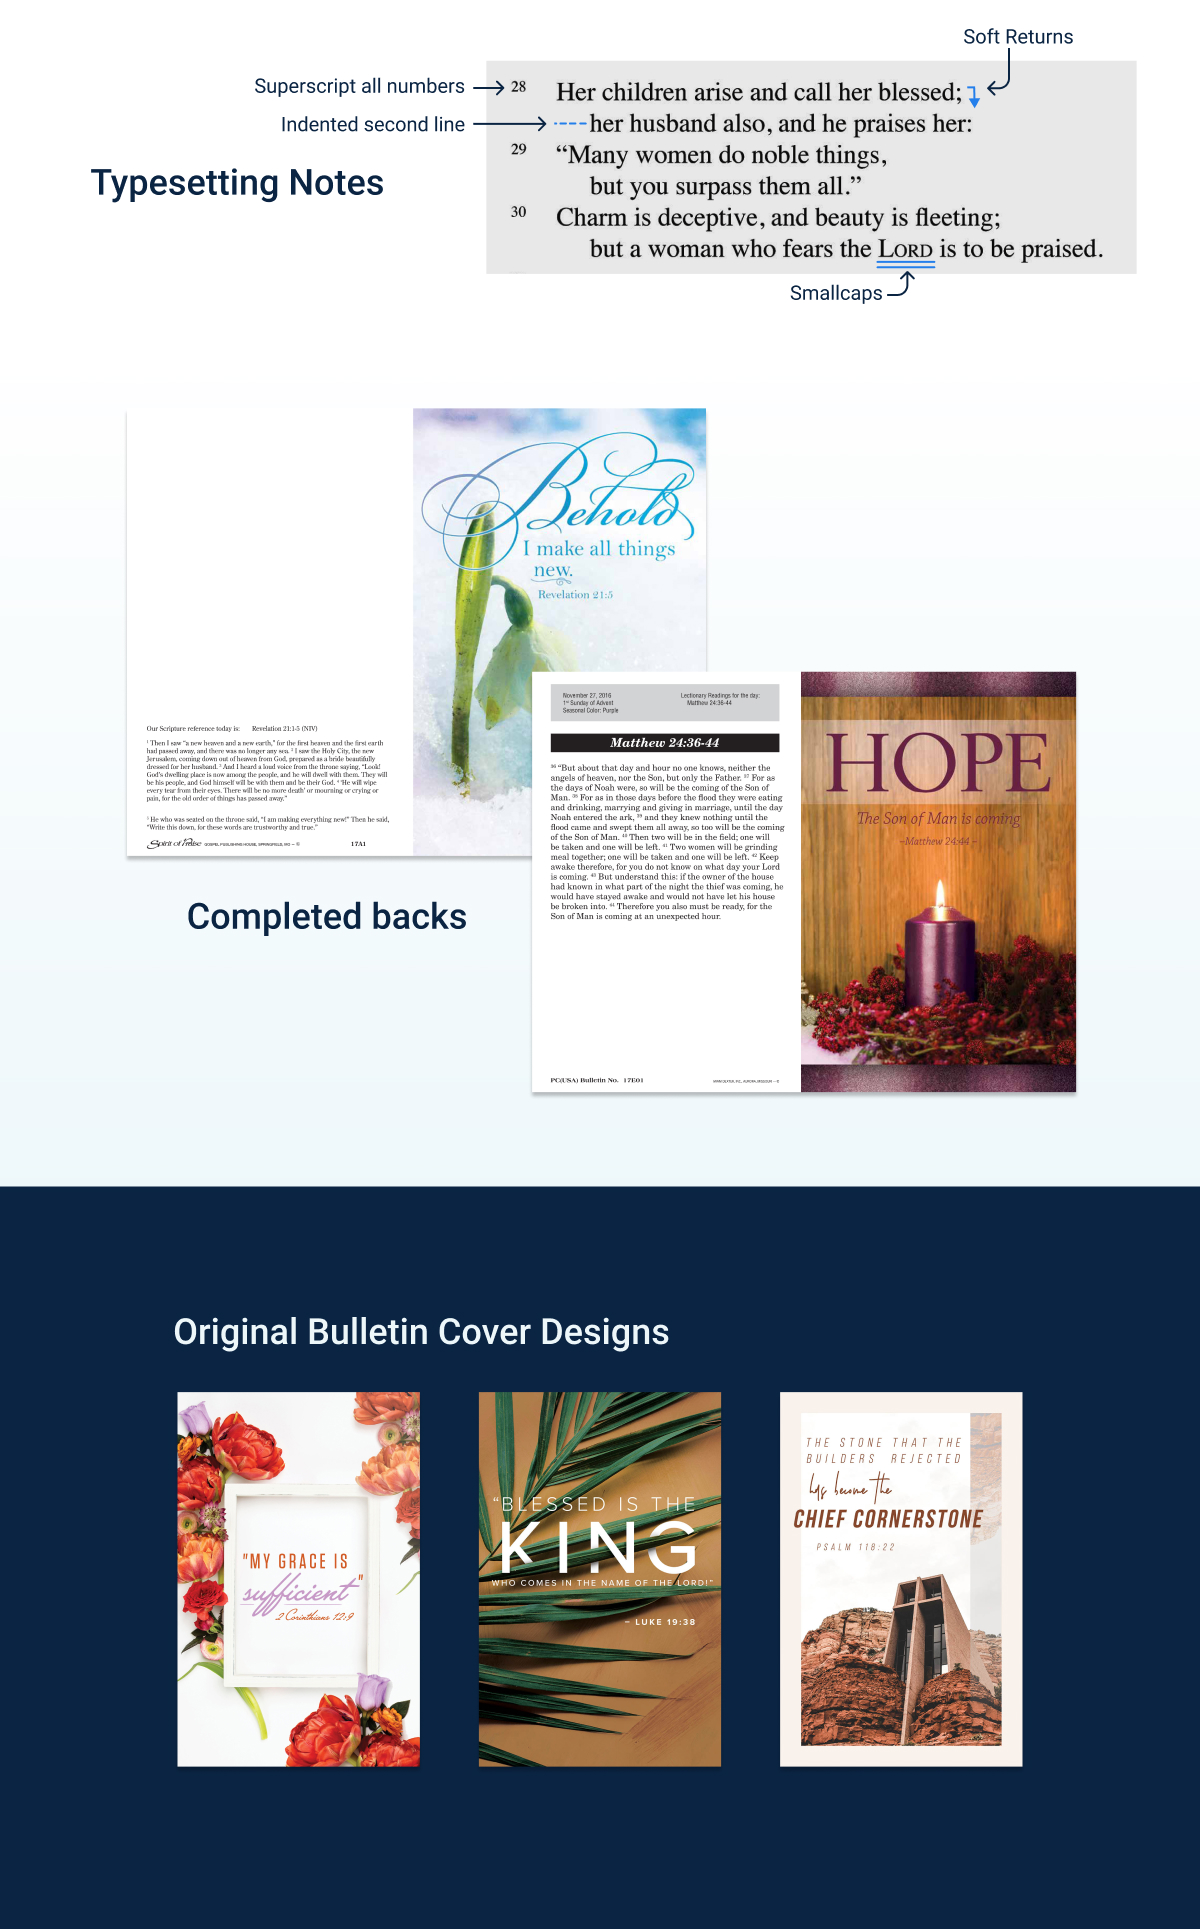 Soft Returns
Superscript all numbers
Indented second line
Typesetting Notes
28 Her children arise and call her blessed;
her husband also, and he praises her:
29 “Many women do noble things,
but you surpass them all.”
30 Charm is deceptive, and beauty is fleeting;
but a woman who fears the LORD is to be praised.
Smallcaps
Behold
I make all things
new.
Revelation 21:5
Our Scripture reference today is: Revelation 21:1-5 (NIV)
1 Then I saw “a new heaven and a new earth,” for the first heaven and the first earth
had passed away, and there was no longer any sea. 2 I saw the Holy City, the new
Jerusalem, coming down out of heaven from God, prepared as a bride beautifully
dressed for her husband. 3 And I heard a loud voice from the throne saying, “Look!
God’s dwelling place is now among the people, and he will dwell with them. They will
be his people, and God himself will be with them and be their God. 4 ‘He will wipe
every tear from their eyes. There will be no more death’ or mourning or crying or
pain, for the old order of things has passed away.”
5 He who was seated on the throne said, “I am making everything new!” Then he said,
“Write this down, for these words are trustworthy and true.”
Spirit of Praise GOSPEL PUBLISHING HOUSE, SPRINGFIELD, MO — 17A1
Completed backs
November 27, 2016
1st Sunday of Advent
Seasonal Color: Purple
Lectionary Readings for the day:
Matthew 24:36-44
Matthew 24:36-44
36 “But about that day and hour no one knows, neither the
angels of heaven, nor the Son, but only the Father. 37 For as
the days of Noah were, so will be the coming of the Son of
Man. 38 For as in those days before the flood they were eating
and drinking, marrying and giving in marriage, until the day
Noah entered the ark, 39 and they knew nothing until the
flood came and swept them all away, so too will be the coming
of the Son of Man. 40 Then two will be in the field; one will
be taken and one will be left. 41 Two women will be grinding
meal together; one will be taken and one will be left. 42 Keep
awake therefore, for you do not know on what day your Lord
is coming. 43 But understand this: if the owner of the house
had known in what part of the night the thief was coming, he
would have stayed awake and would not have let his house
be broken into. 44 Therefore you also must be ready, for the
Son of Man is coming at an unexpected hour.
PC(USA) Bulletin No. 17E01
HOPE
The Son of Man is coming
~Matthew 24:44~
Original Bulletin Cover Designs
"MY GRACE IS
sufficient"
2 Corinthians 12:9
“BLESSED IS THE
KING
WHO COMES IN THE NAME OF THE LORD!”
– LUKE 19:38
THE STONE THAT THE
BUILDERS REJECTED
has become the
CHIEF CORNERSTONE
PSALM 118:22